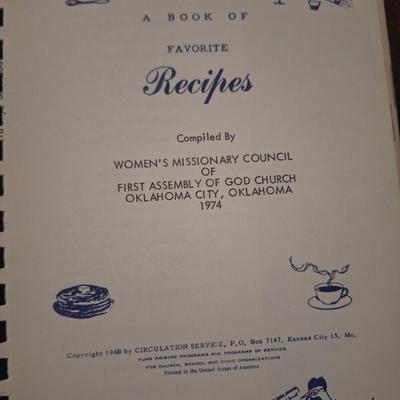 A BOOK OF
FAVORITE
Recipes
Compiled By
WOMEN'S MISSIONARY COUNCIL
OF
FIRST ASSEMBLY OF GOD CHURCH
OKLAHOMA CITY, OKLAHOMA
1974
Copyright 1968 by CIRCULATION SERVICE, P.O. Box 7147, Kansas City 13, Mo.
FUND RAISING PROGRAMS AND PROGRAMS OF SERVICE
FOR CHURCH, SCHOOL AND CIVIC ORGANIZATIONS
Printed in the United States of America